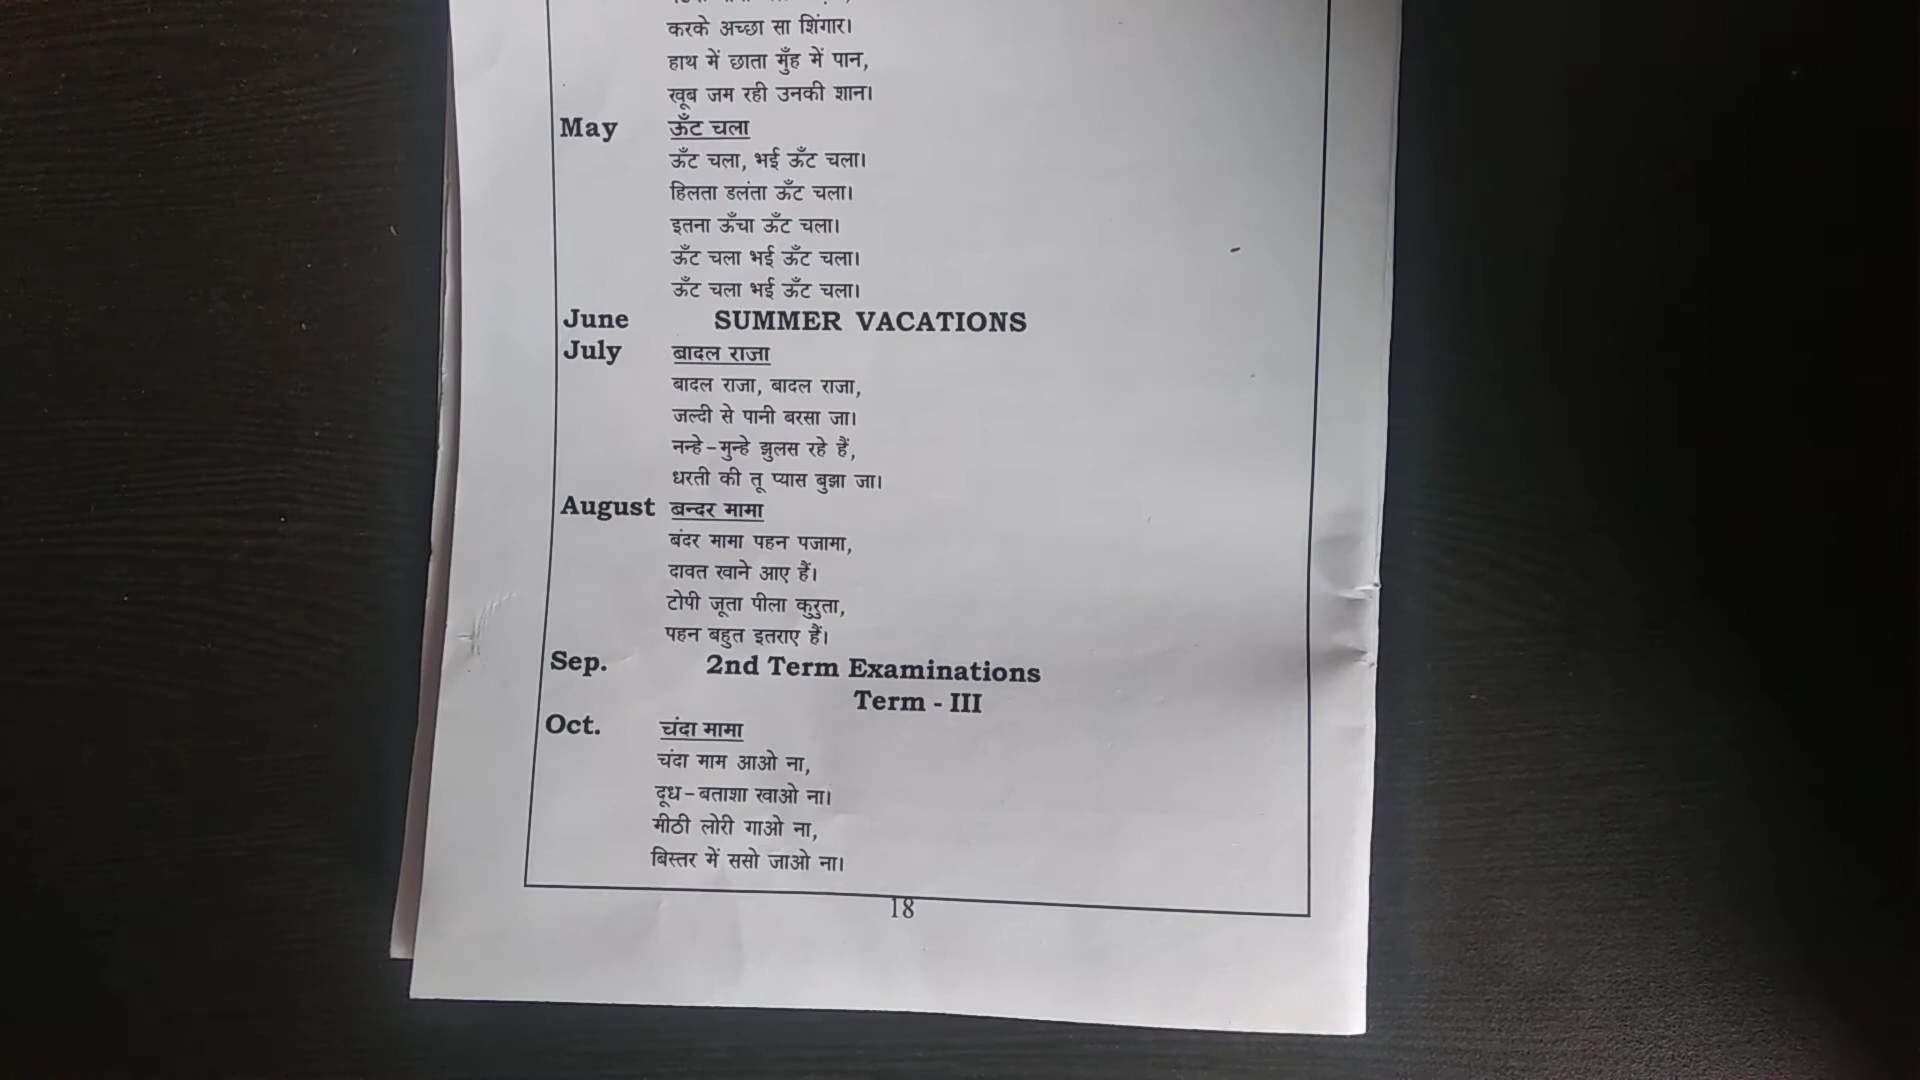 करके अच्छा सा शिंगार।
हाथ में छाता मुँह में पान,
खूब जम रही उनकी शान।
May ऊँट चला
ऊँट चला, भई ऊँट चला।
हिलता डलंता ऊँट चला।
इतना ऊँचा ऊँट चला।
ऊँट चला भई ऊँट चला।
ऊँट चला भई ऊँट चला।
June SUMMER VACATIONS
July बादल राजा
बादल राजा, बादल राजा,
जल्दी से पानी बरसा जा।
नन्हे-मुन्हे झुलस रहे हैं,
धरती की तू प्यास बुझा जा।
August बन्दर मामा
बंदर मामा पहन पजामा,
दावत खाने आए हैं।
टोपी जूता पीला कुरुता,
पहन बहुत इतराए हैं।
Sep. 2nd Term Examinations
Term - III
Oct. चंदा मामा
चंदा माम आओ ना,
दूध-बताशा खाओ ना।
मीठी लोरी गाओ ना,
बिस्तर में ससो जाओ ना।
18